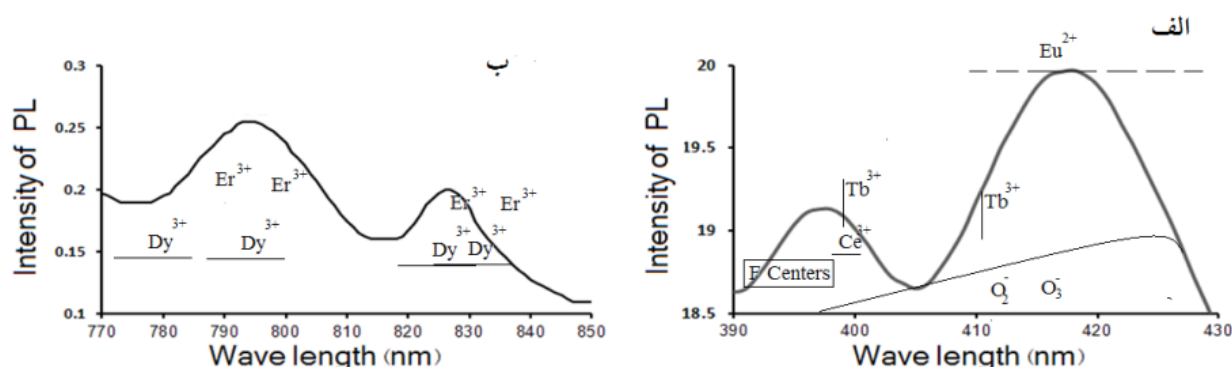 ب
0.3
0.25
0.2
0.15
0.1
Intensity of PL
Er³⁺ Er³⁺ Er³⁺ Er³⁺
Dy³⁺ Dy³⁺ Dy³⁺ Dy³⁺
770 780 790 800 810 820 830 840 850
Wave length (nm)
الف
Eu²⁺
20
19.5
19
18.5
Intensity of PL
Tb³⁺ Tb³⁺
Ce³⁺
F Centers
O₂⁻ O₃⁻
390 400 410 420 430
Wave length (nm)